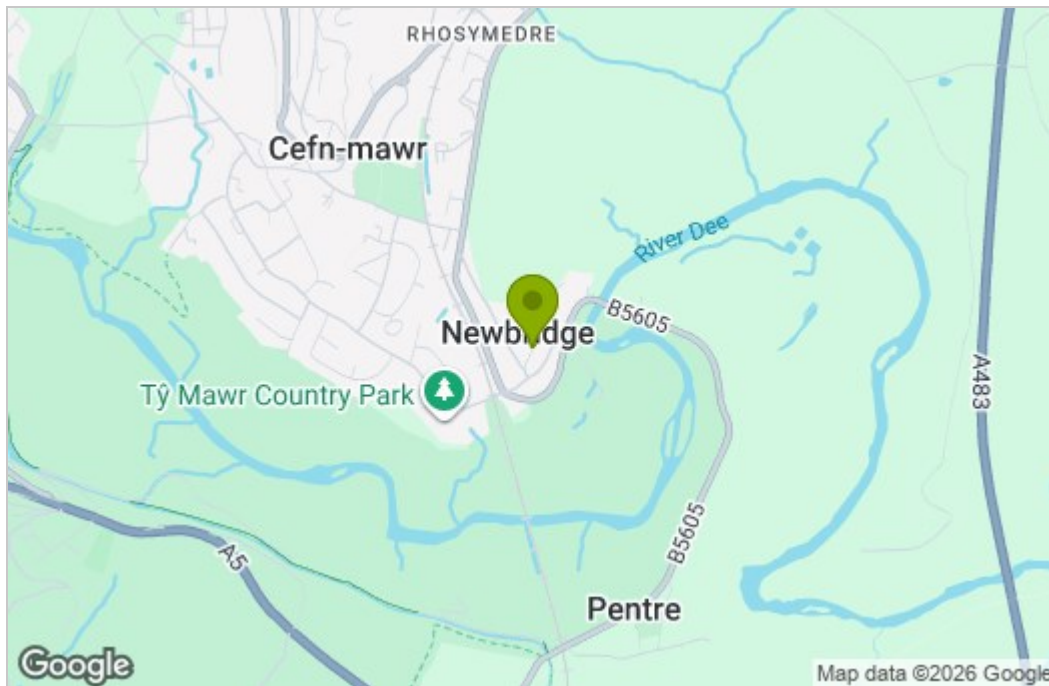 RHOSYMEDRE
Cefn-mawr
River Dee
B5605
Newbridge
Tŷ Mawr Country Park
A483
B5605
A5
Pentre
Google
Map data ©2026 Google